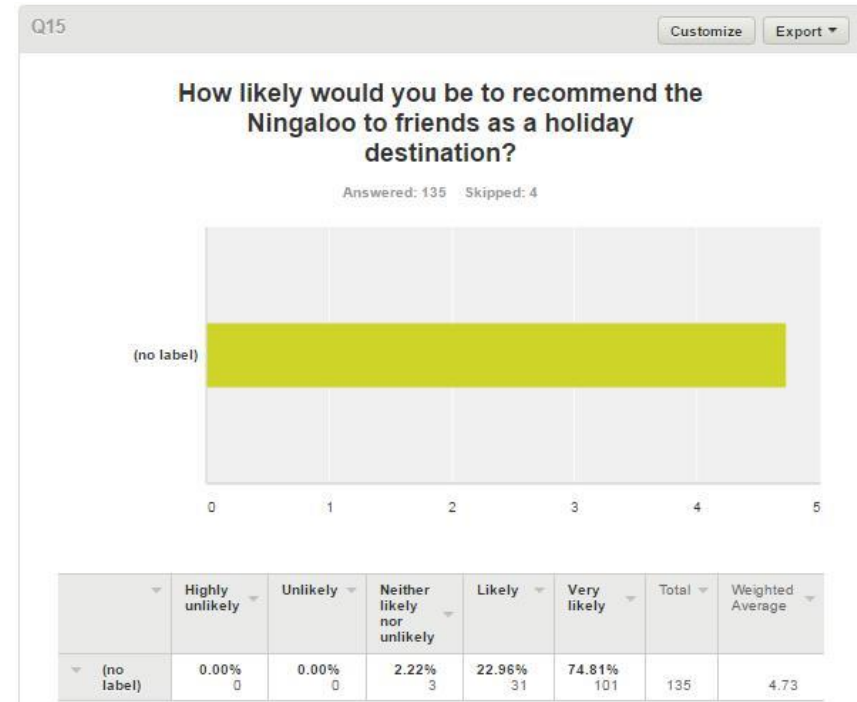 Q15
Customize
Export
How likely would you be to recommend the
Ningaloo to friends as a holiday
destination?
Answered: 135 Skipped: 4
(no label)
0 1 2 3 4 5
Highly unlikely Unlikely Neither likely nor unlikely Likely Very likely Total Weighted Average
(no label) 0.00% 0.00% 2.22% 22.96% 74.81%
0 0 3 31 101 135 4.73